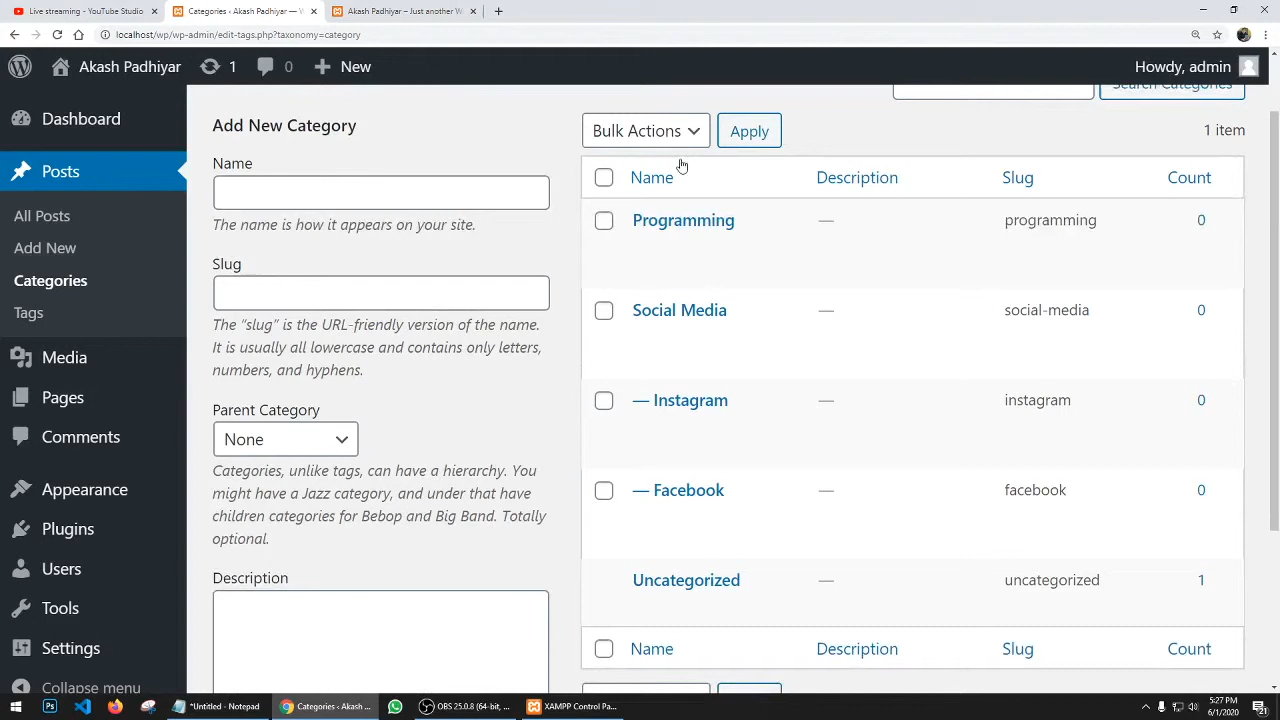 Live streaming - YouTube Studio
Categories ‹ Akash Padhiyar — W
Akash Padhiyar – Just another W
localhost/wp/wp-admin/edit-tags.php?taxonomy=category
Akash Padhiyar
1
0
New
Howdy, admin
Dashboard
Posts
All Posts
Add New
Categories
Tags
Media
Pages
Comments
Appearance
Plugins
Users
Tools
Settings
Collapse menu
Add New Category
Name
The name is how it appears on your site.
Slug
The "slug" is the URL-friendly version of the name.
It is usually all lowercase and contains only letters,
numbers, and hyphens.
Parent Category
None
Categories, unlike tags, can have a hierarchy. You
might have a Jazz category, and under that have
children categories for Bebop and Big Band. Totally
optional.
Description
Search Categories
Bulk Actions
Apply
1 item
Name Description Slug Count
Programming — programming 0
Social Media — social-media 0
— Instagram — instagram 0
— Facebook — facebook 0
Uncategorized — uncategorized 1
Name Description Slug Count
*Untitled - Notepad
Categories ‹ Akash ...
OBS 25.0.8 (64-bit, ...
XAMPP Control Pa...
5:27 PM
6/1/2020